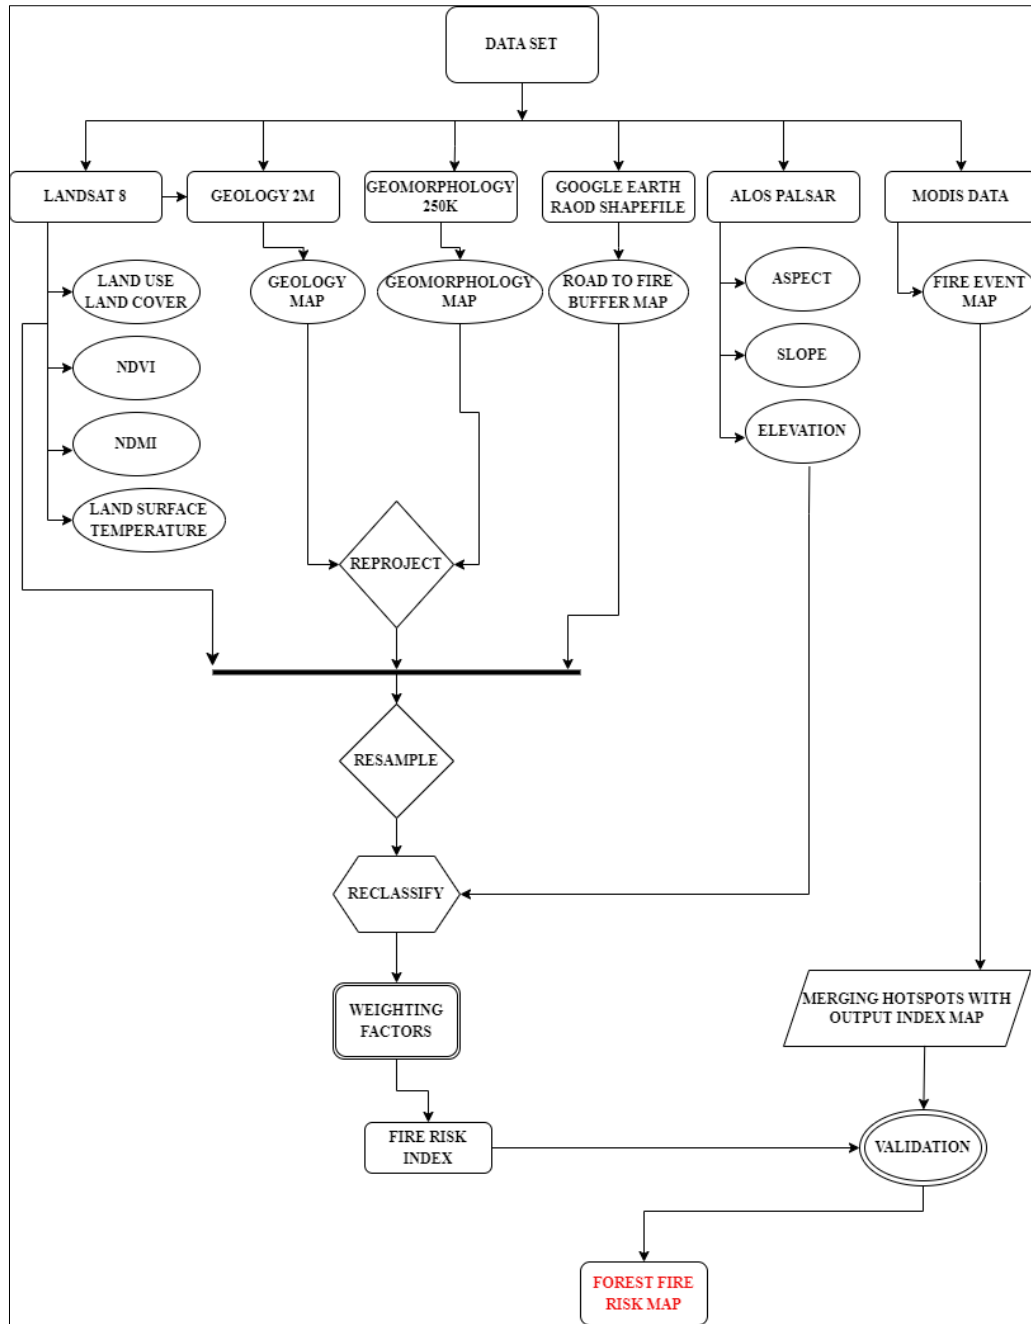 DATA SET
LANDSAT 8
GEOLOGY 2M
GEOMORPHOLOGY
250K
GOOGLE EARTH
RAOD SHAPEFILE
ALOS PALSAR
MODIS DATA
LAND USE
LAND COVER
NDVI
NDMI
LAND SURFACE
TEMPERATURE
GEOLOGY
MAP
GEOMORPHOLOGY
MAP
ROAD TO FIRE
BUFFER MAP
ASPECT
SLOPE
ELEVATION
FIRE EVENT
MAP
REPROJECT
RESAMPLE
RECLASSIFY
WEIGHTING
FACTORS
MERGING HOTSPOTS WITH
OUTPUT INDEX MAP
FIRE RISK
INDEX
VALIDATION
FOREST FIRE
RISK MAP